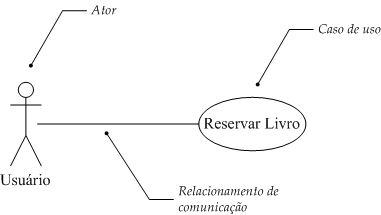 Ator
Caso de uso
Reservar Livro
Usuário
Relacionamento de
comunicação